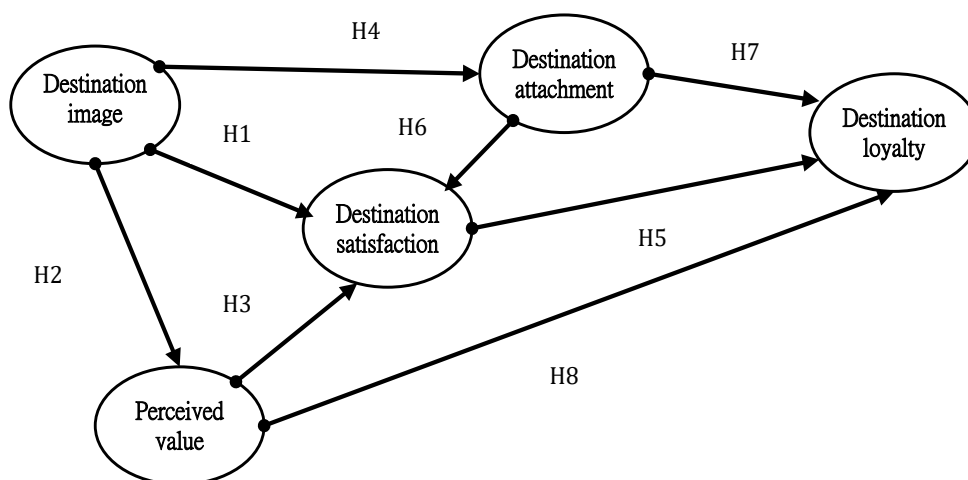 H4
Destination
attachment
H7
Destination
image
H1
H6
Destination
loyalty
Destination
satisfaction
H2
H3
H5
H8
Perceived
value